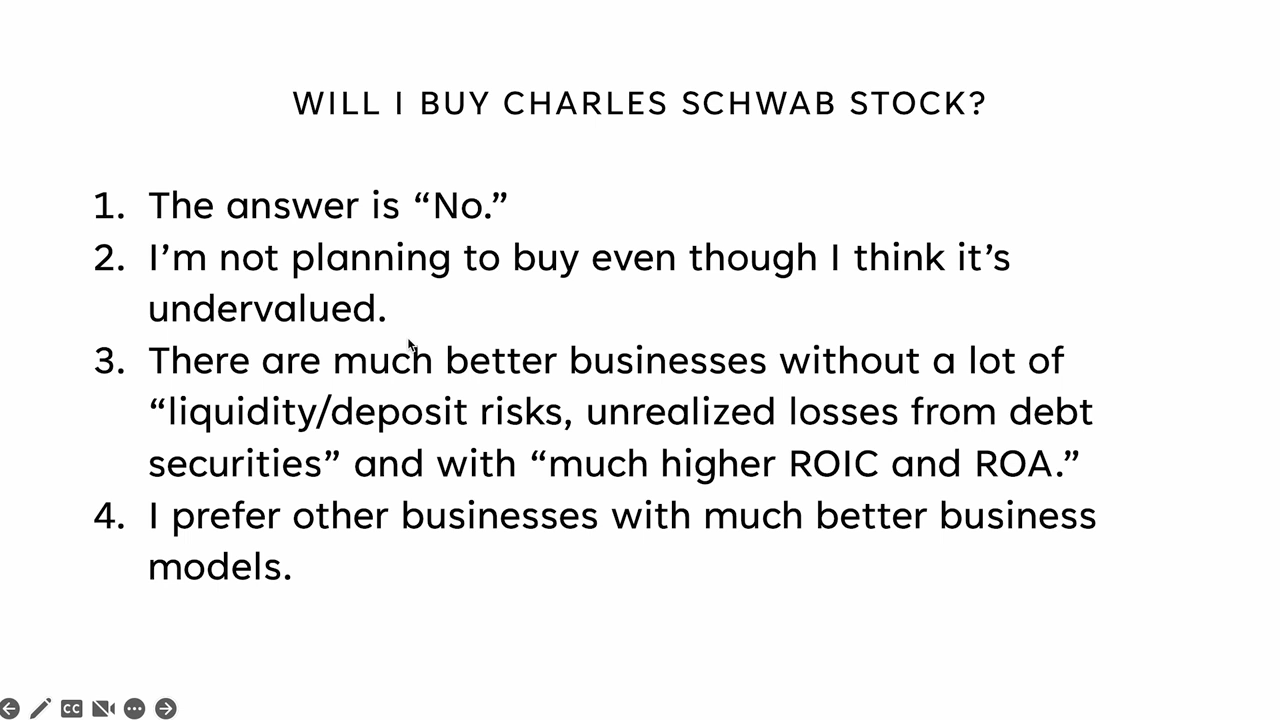 WILL I BUY CHARLES SCHWAB STOCK?
1. The answer is “No.”
2. I’m not planning to buy even though I think it’s
undervalued.
3. There are much better businesses without a lot of
“liquidity/deposit risks, unrealized losses from debt
securities” and with “much higher ROIC and ROA.”
4. I prefer other businesses with much better business
models.
CC